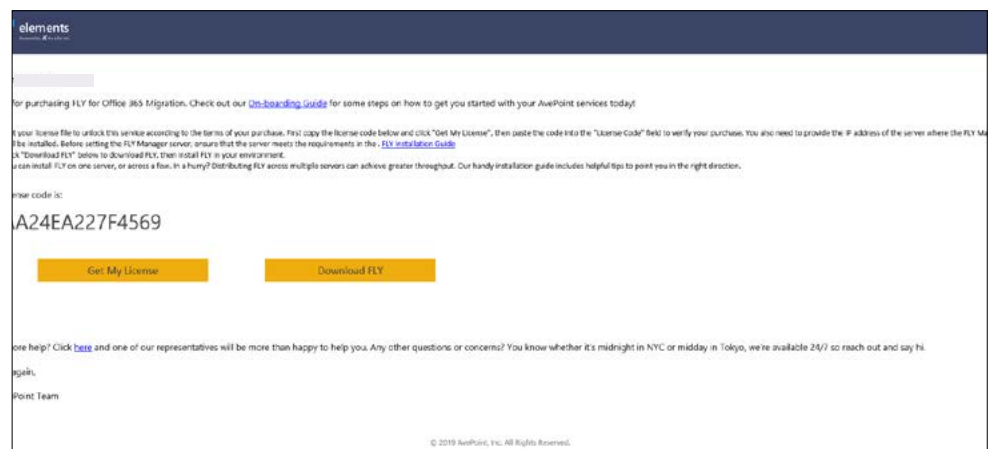 elements
for purchasing FLY for Office 365 Migration. Check out our On-boarding Guide for some steps on how to get you started with your AvePoint services today!
t your license file to unlock this service according to the terms of your purchase. First copy the license code below and click "Get My License", then paste the code into the "License Code" field to verify your purchase. You also need to provide the IP address of the server where the FLY Ma
ll be installed. Before setting the FLY Manager server, ensure that the server meets the requirements in the . FLY Installation Guide
ck "Download FLY" below to download FLY, then install FLY in your environment.
u can install FLY on one server, or across a few. In a hurry? Distributing FLY across multiple servers can achieve greater throughput. Our handy installation guide includes helpful tips to point you in the right direction.
ense code is:
A24EA227F4569
Get My License
Download FLY
ore help? Click here and one of our representatives will be more than happy to help you. Any other questions or concerns? You know whether it's midnight in NYC or midday in Tokyo, we're available 24/7 so reach out and say hi.
again,
Point Team
© 2019 AvePoint, Inc. All Rights Reserved.